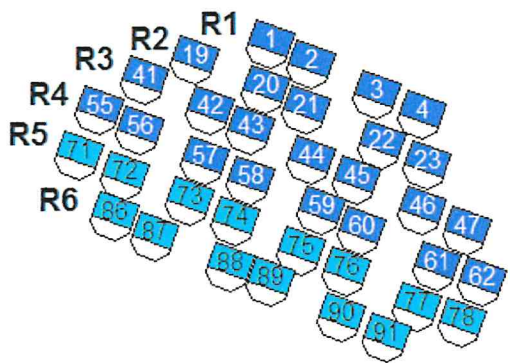 R1 1 2 3 4
R2 19 20 21 22 23
R3 41 42 43 44 45 46 47
R4 55 56 57 58 59 60 61 62
R5 71 72 73 74 75 76 77 78
R6 86 87 88 89 90 91